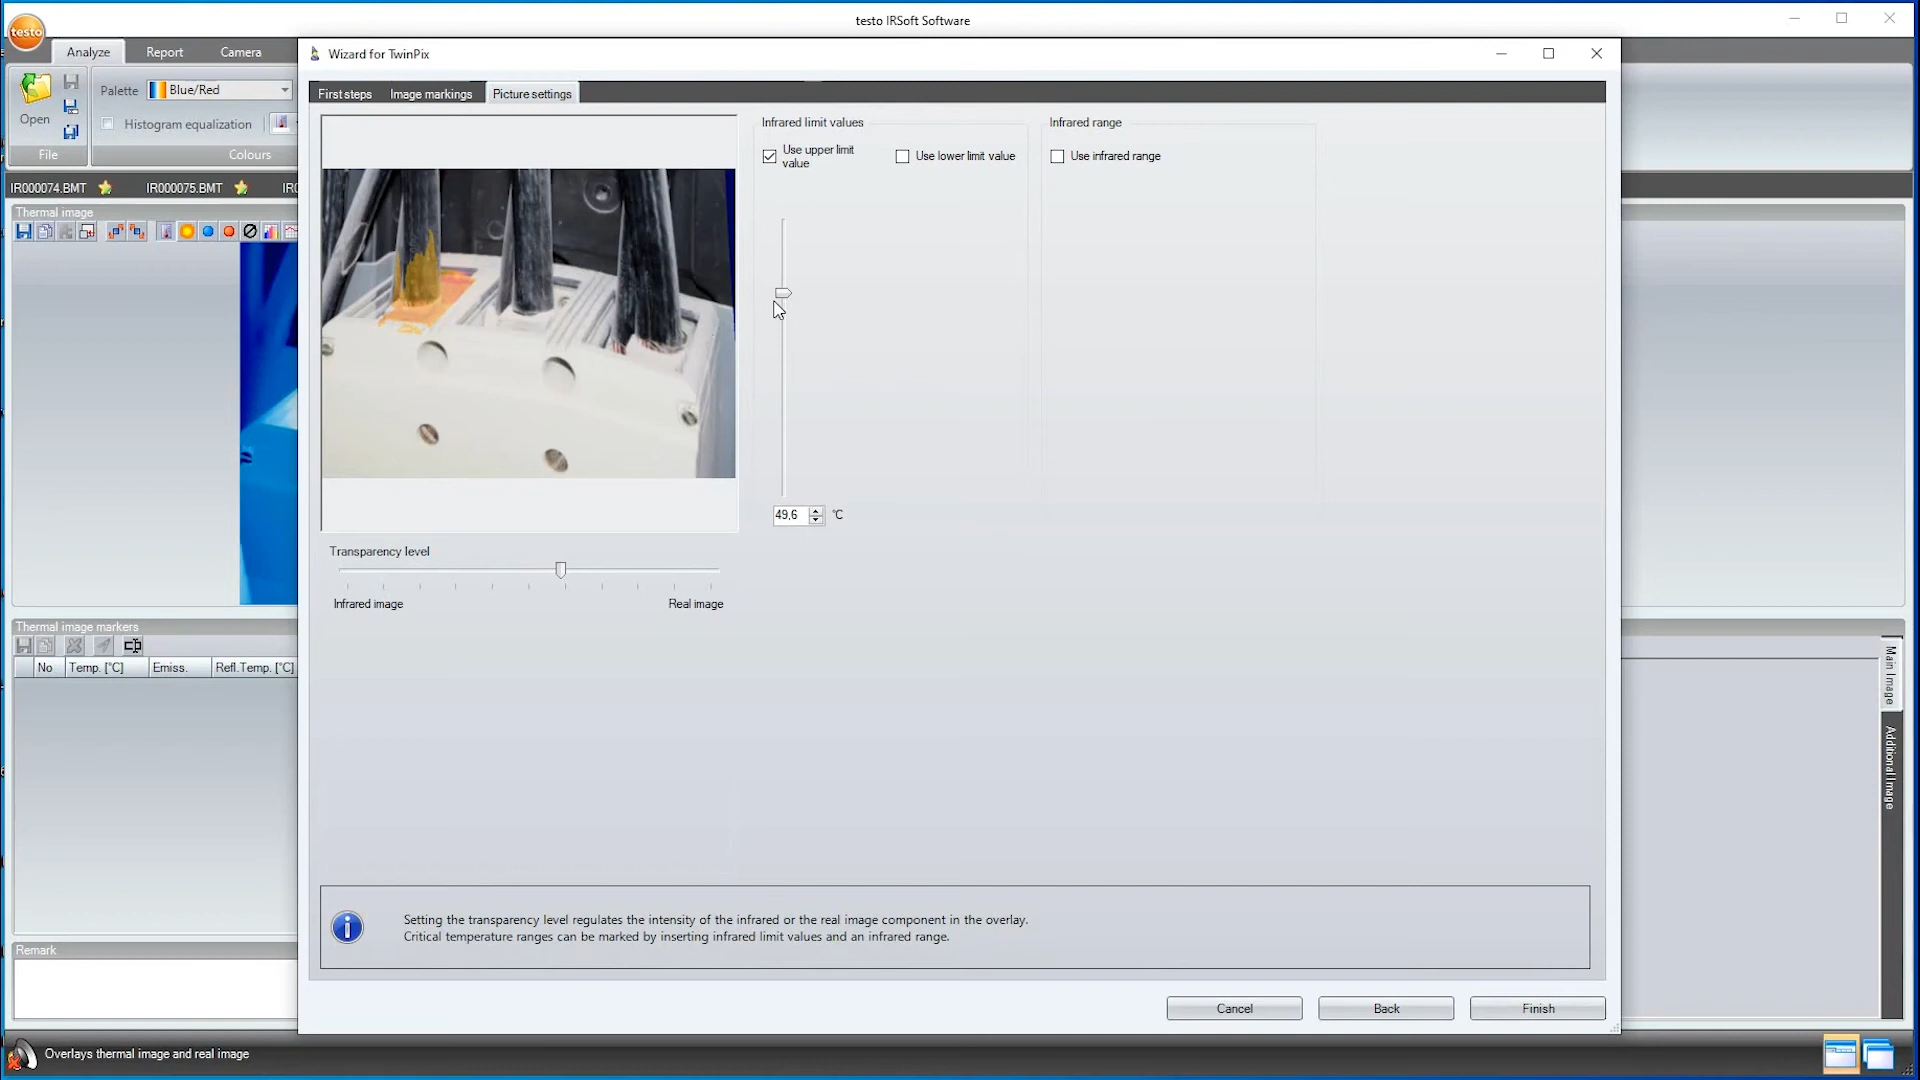 testo IRSoft Software
testo
Analyze
Report
Camera
Wizard for TwinPix
Open
File
Palette
Blue/Red
Histogram equalization
Colours
First steps
Image markings
Picture settings
IR000074.BMT
IR000075.BMT
Thermal image
Infrared limit values
Use upper limit
value
Use lower limit value
Infrared range
Use infrared range
49,6
°C
Transparency level
Infrared image
Real image
Thermal image markers
No
Temp. [°C]
Emiss.
Refl.Temp. [°C]
Main Image
Additional Image
Setting the transparency level regulates the intensity of the infrared or the real image component in the overlay.
Critical temperature ranges can be marked by inserting infrared limit values and an infrared range.
Remark
Cancel
Back
Finish
Overlays thermal image and real image